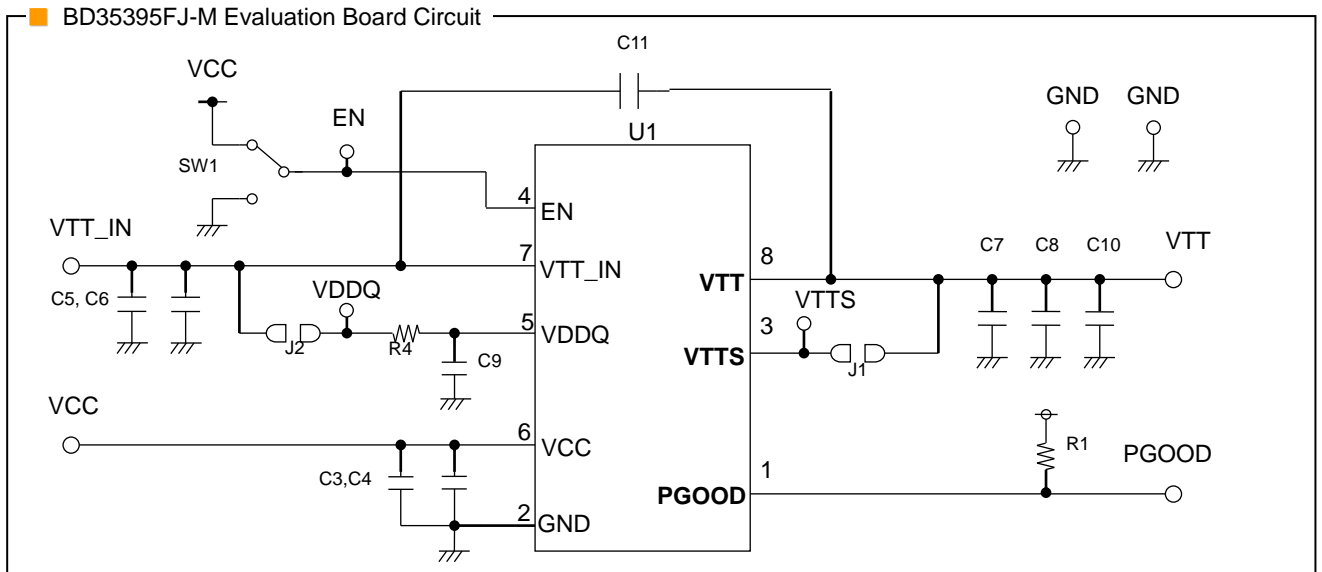 BD35395FJ-M Evaluation Board Circuit
C11
VCC
GND GND
EN
U1
SW1
4
EN
VTT_IN
7
VTT_IN
C5, C6
VDDQ
J2
R4
5
VDDQ
C9
VCC
6
VCC
C3,C4
2
GND
8
VTT
C7 C8 C10 VTT
VTTS
3
VTTS
J1
R1
PGOOD
1
PGOOD